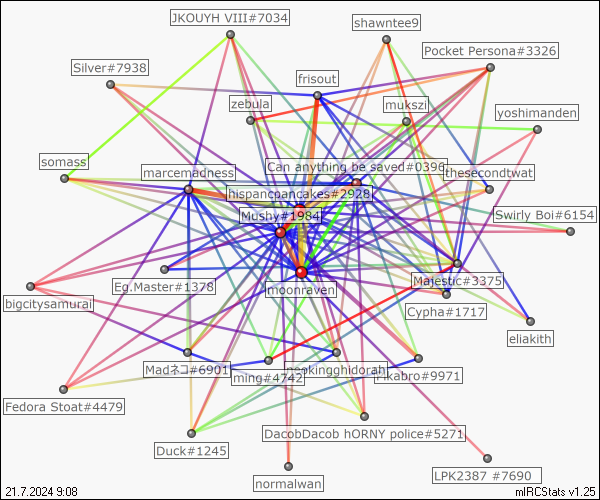 JKOUYH VIII#7034
shawntee9
Pocket Persona#3326
Silver#7938
frisout
zebula
mukszi
yoshimanden
somass
marcemadness
Can anything be saved#0396
thesecondtwat
hispancpancakes#2928
Mushy#1984
Swirly Boi#6154
Eg.Master#1378
moonraven
Majestic#3375
bigcitysamurai
Cypha#1717
eliakith
Madネコ#6901
ming#4742
Pikabro#9971
Fedora Stoat#4479
DacobDacob hORNY police#5271
Duck#1245
normalwan
LPK2387 #7690
21.7.2024 9:08
mIRCStats v1.25